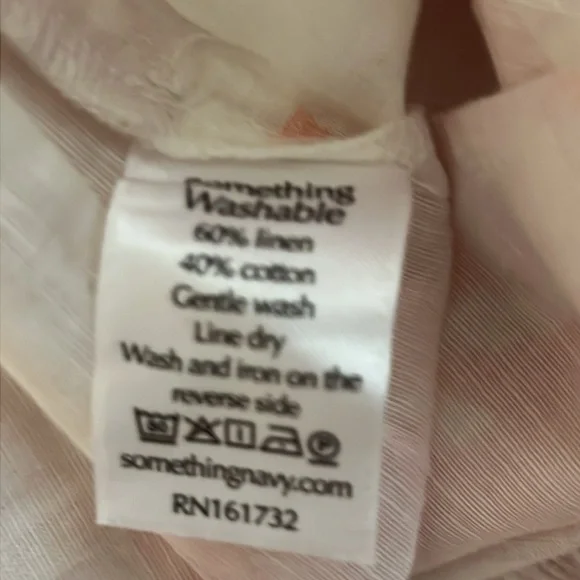 Something
Washable
60% linen
40% cotton
Gentle wash
Line dry
Wash and iron on the
reverse side
P
somethingnavy.com
RN161732